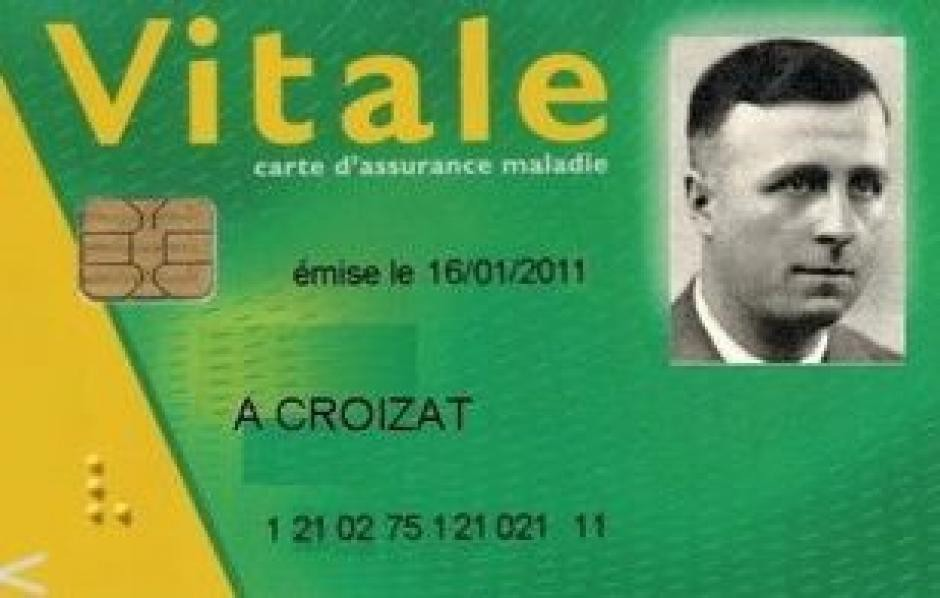 Vitale
carte d'assurance maladie
émise le 16/01/2011
A CROIZAT
1 21 02 75 121 021 11